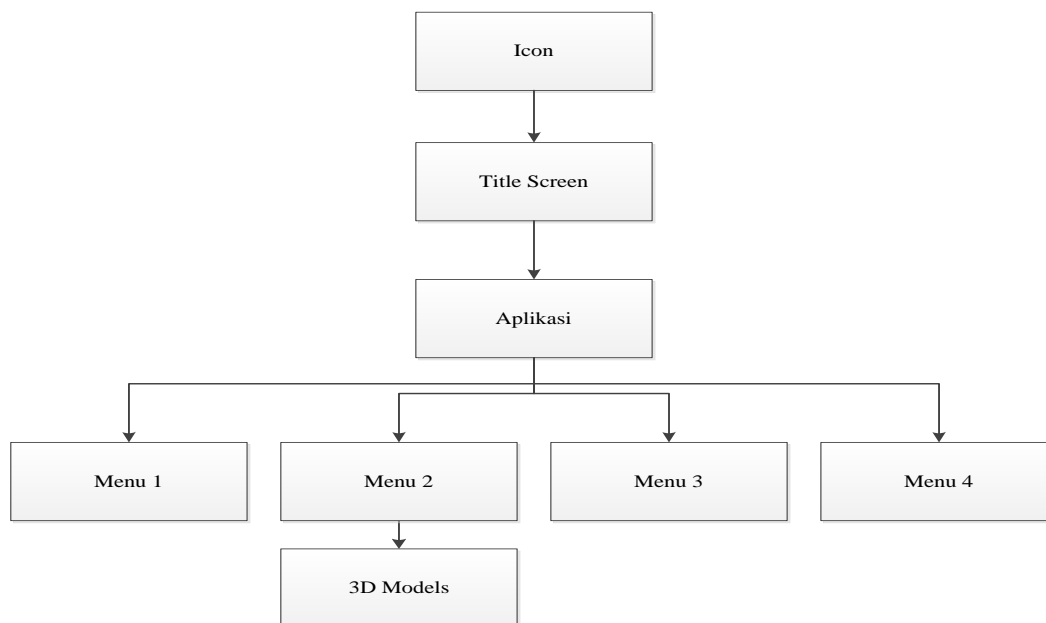 Icon
Title Screen
Aplikasi
Menu 1
Menu 2
Menu 3
Menu 4
3D Models